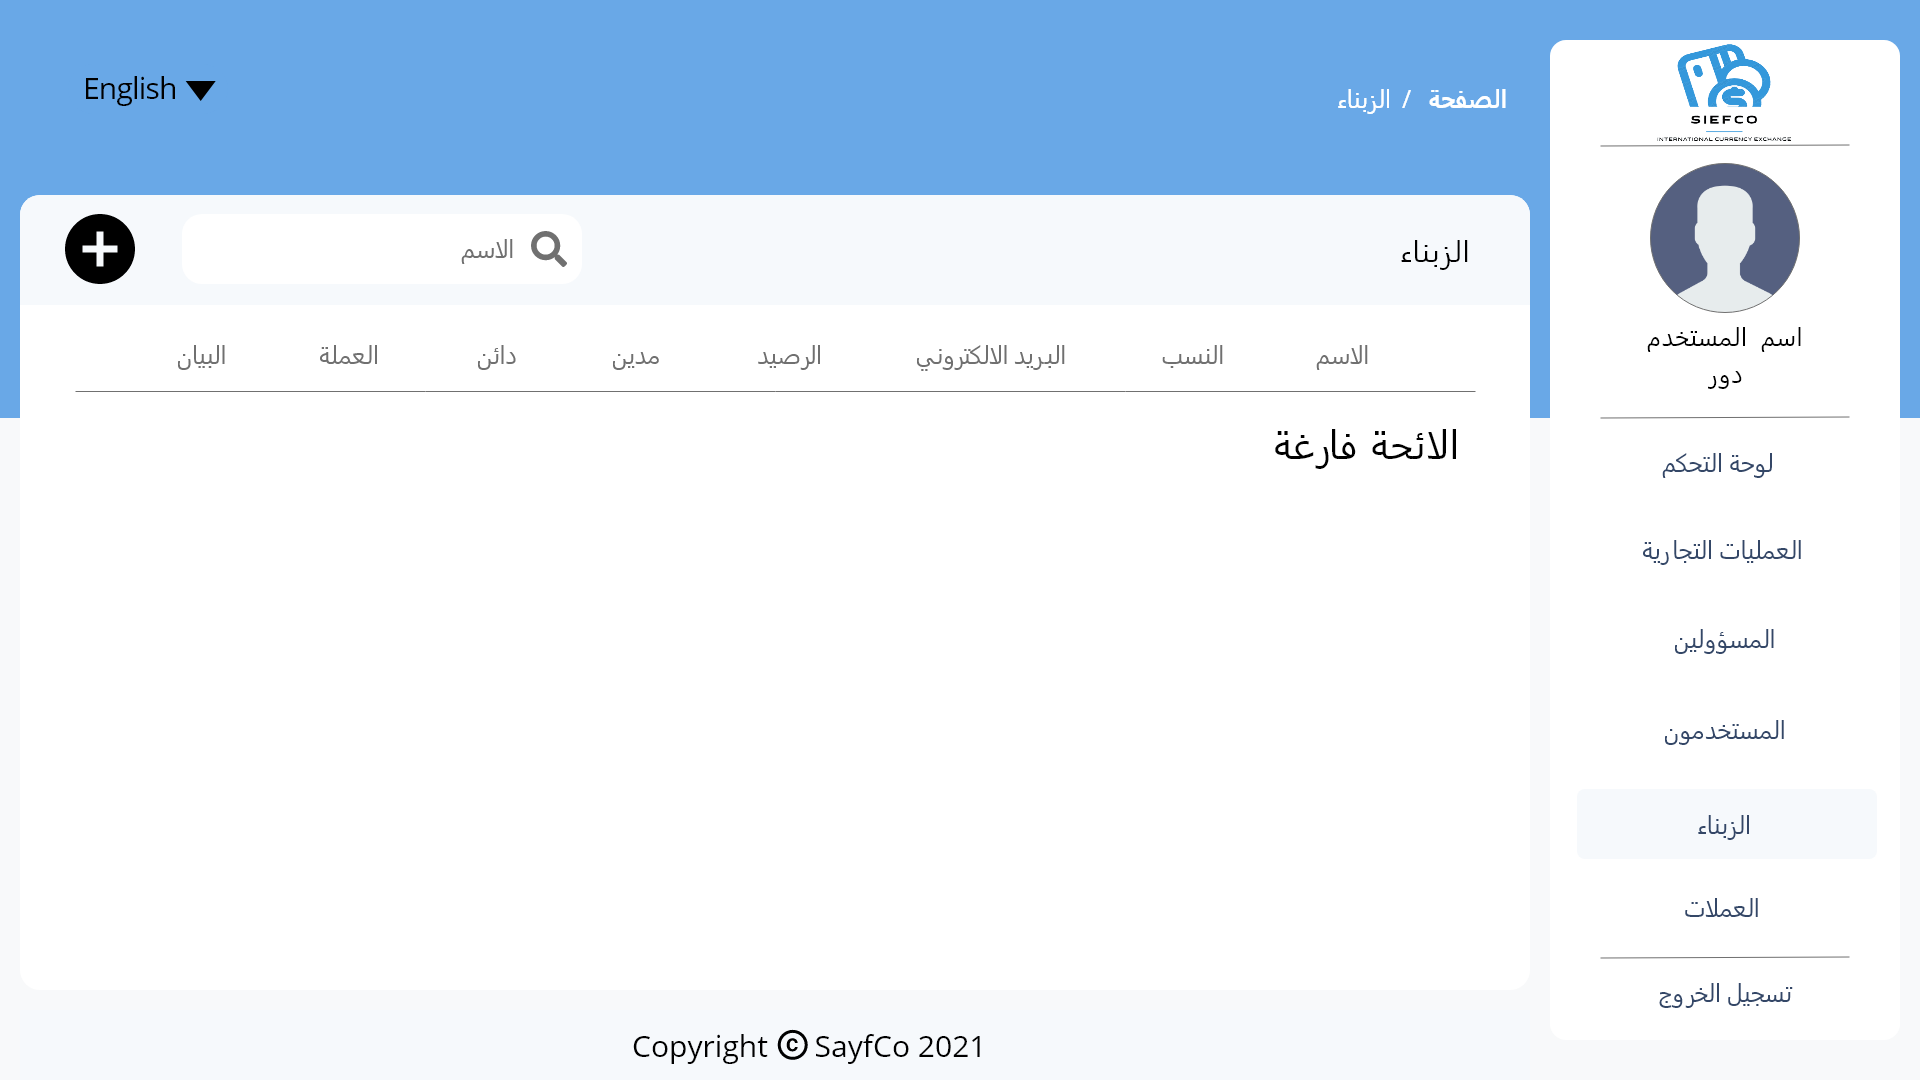 English
الصفحة / الزبناء
SIEFCO
INTERNATIONAL CURRENCY EXCHANGE
اسم المستخدم
دور
لوحة التحكم
العمليات التجارية
المسؤولين
المستخدمون
الزبناء
العملات
تسجيل الخروج
الزبناء
الاسم
الاسم النسب البريد الالكتروني الرصيد مدين دائن العملة البيان
الائحة فارغة
Copyright © SayfCo 2021